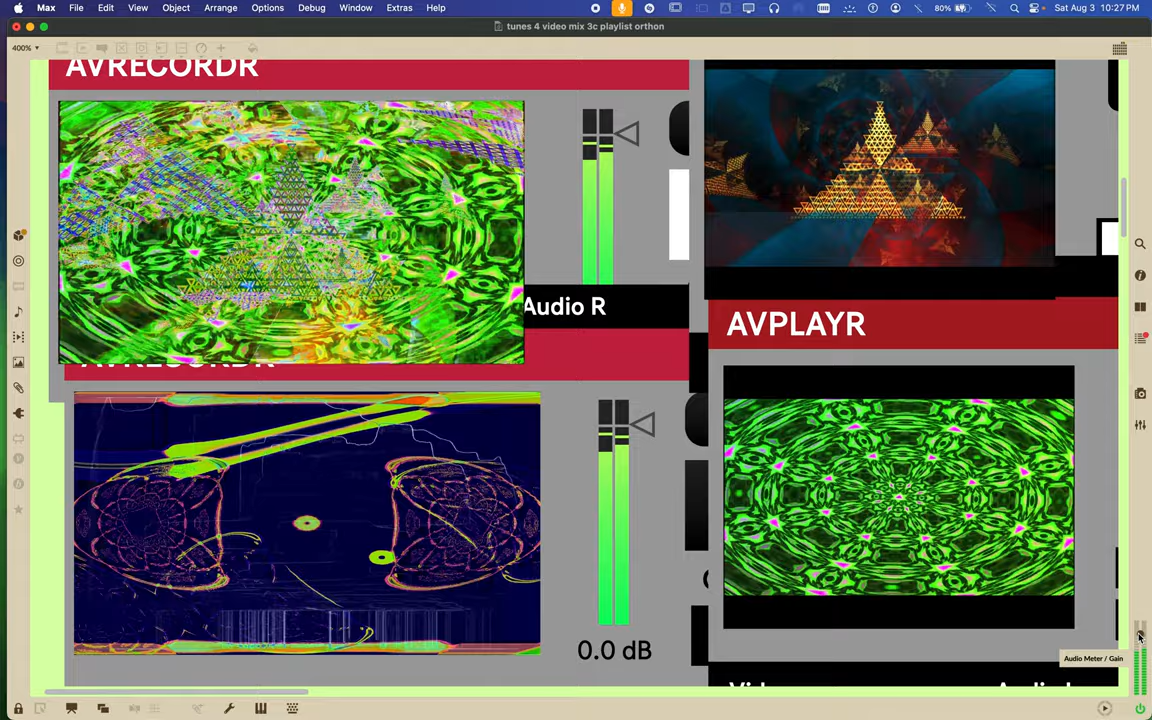 Max File Edit View Object Arrange Options Debug Window Extras Help
80% Sat Aug 3 10:27 PM
tunes 4 video mix 3c playlist orthon
400%
AVRECORDR
Audio R
AVPLAYR
AVRECORDR
0.0 dB
Audio Meter / Gain